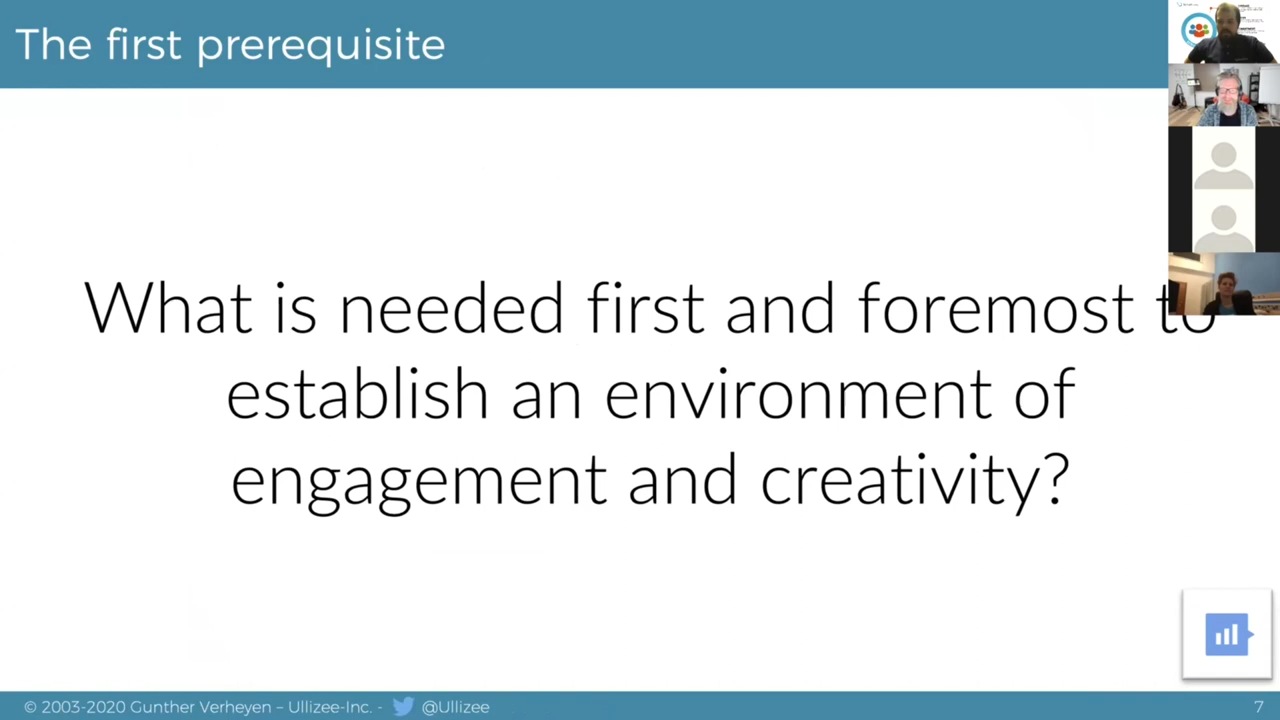 The first prerequisite
What is needed first and foremost to
establish an environment of
engagement and creativity?
© 2003-2020 Gunther Verheyen – Ullizee-Inc. - @Ullizee
7